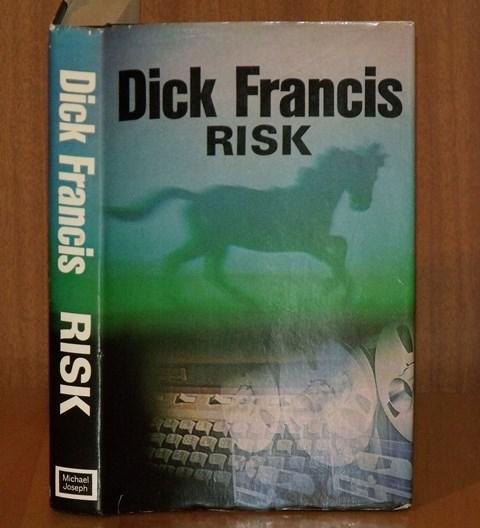 Dick Francis
RISK
Dick Francis RISK
Michael
Joseph